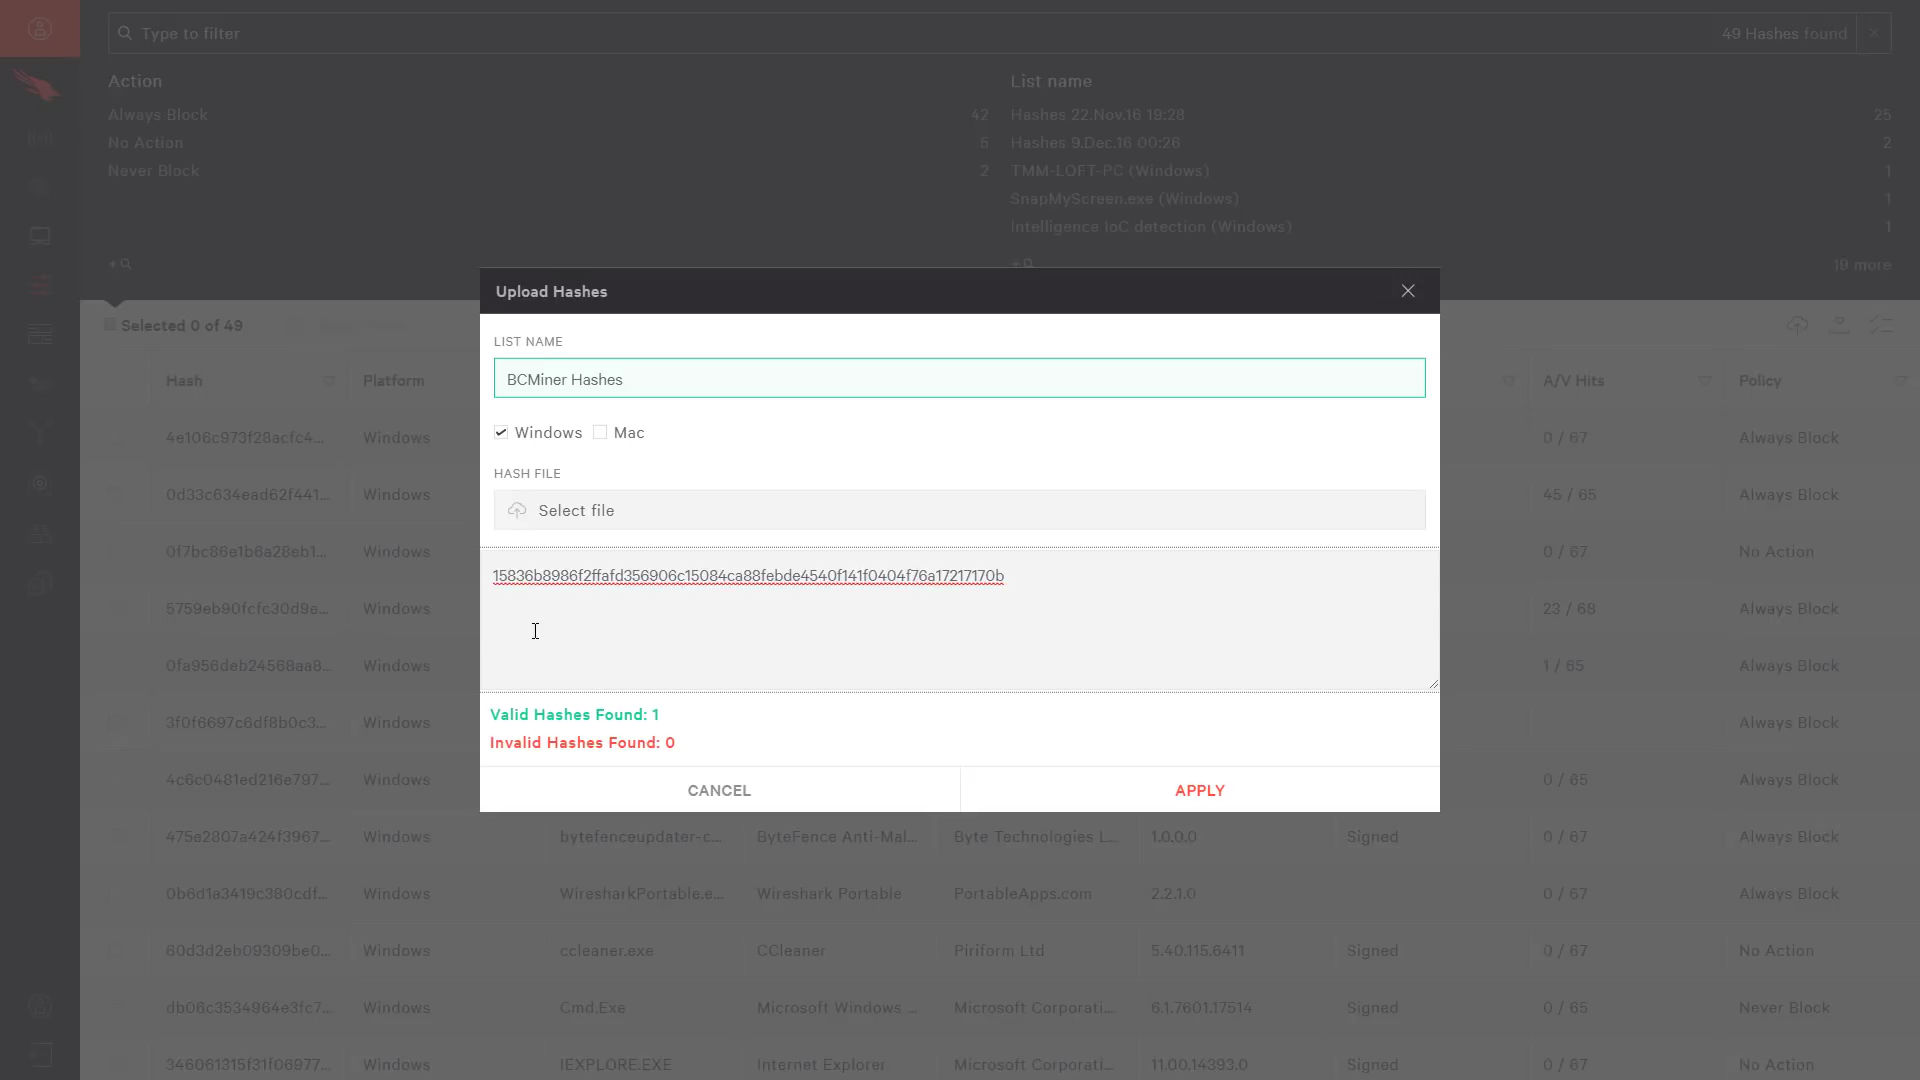 Type to filter
49 Hashes found
Action
Always Block 42
No Action 5
Never Block 2
List name
Hashes 22.Nov.16 19:28 25
Hashes 9.Dec.16 00:26 2
TMM-LOFT-PC (Windows) 1
SnapMyScreen.exe (Windows) 1
Intelligence IoC detection (Windows) 1
19 more
Upload Hashes
LIST NAME
BCMiner Hashes
Windows Mac
HASH FILE
Select file
15836b8986f2ffafd356906c15084ca88febde4540f141f0404f76a17217170b
Valid Hashes Found: 1
Invalid Hashes Found: 0
CANCEL APPLY
Selected 0 of 49
Hash Platform A/V Hits Policy
4e106c973f28acfc4... Windows 0 / 67 Always Block
0d33c634ead62f441... Windows 45 / 65 Always Block
0f7bc86e1b6a28eb1... Windows 0 / 67 No Action
5759eb90fcfc30d9e... Windows 23 / 68 Always Block
0fa956deb24568aa8... Windows 1 / 65 Always Block
3f0f6697c6df8b0c3... Windows Always Block
4c6c0481ed216e797... Windows 0 / 65 Always Block
475e2807a424f3967... Windows bytefenceupdater-c... ByteFence Anti-Mal... Byte Technologies L... 1.0.0.0 Signed 0 / 67 Always Block
0b6d1a3419c380cdf... Windows WiresharkPortable.e... Wireshark Portable PortableApps.com 2.2.1.0 0 / 67 Always Block
60d3d2eb09309be0... Windows ccleaner.exe CCleaner Piriform Ltd 5.40.115.6411 Signed 0 / 67 No Action
db06c3534964e3fc7... Windows Cmd.Exe Microsoft Windows ... Microsoft Corporati... 6.1.7601.17514 Signed 0 / 65 Never Block
346061315f31f06977... Windows IEXPLORE.EXE Internet Explorer Microsoft Corporati... 11.00.14393.0 Signed 0 / 67 No Action